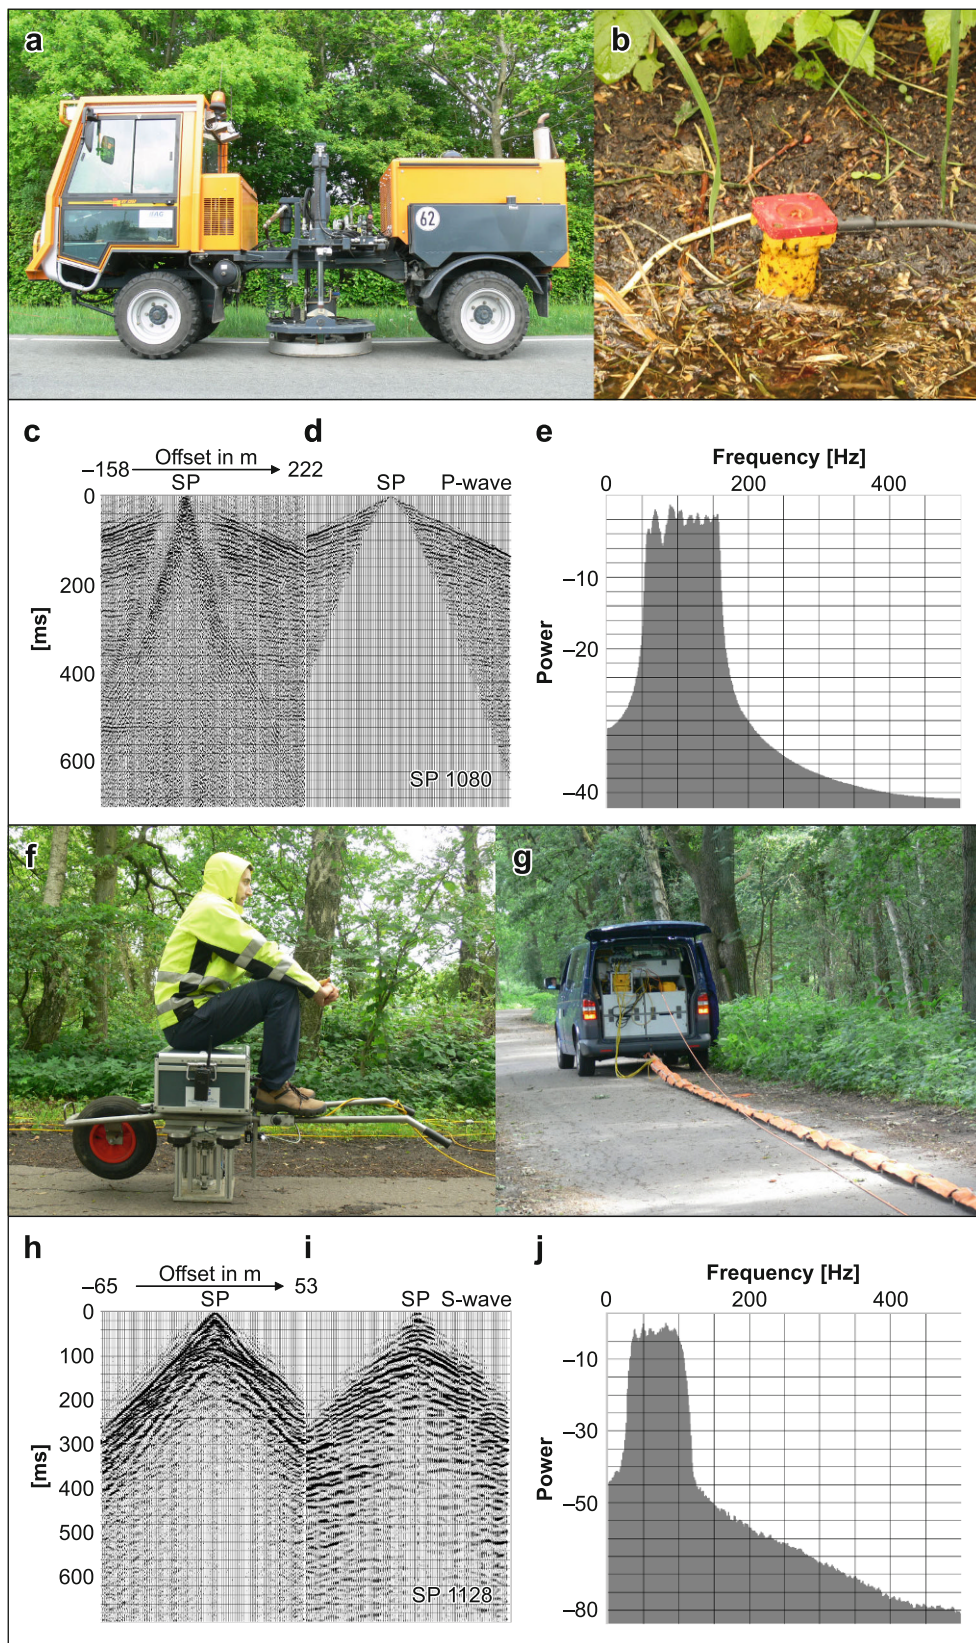 a
b
62
c
d
e
Offset in m
–158
222
SP
SP
P-wave
0
200
400
600
[ms]
SP 1080
Frequency [Hz]
0
200
400
–10
–20
–40
Power
f
g
h
i
j
Offset in m
–65
53
SP
SP
S-wave
0
100
200
300
400
500
600
[ms]
SP 1128
Frequency [Hz]
0
200
400
–10
–30
–50
–80
Power